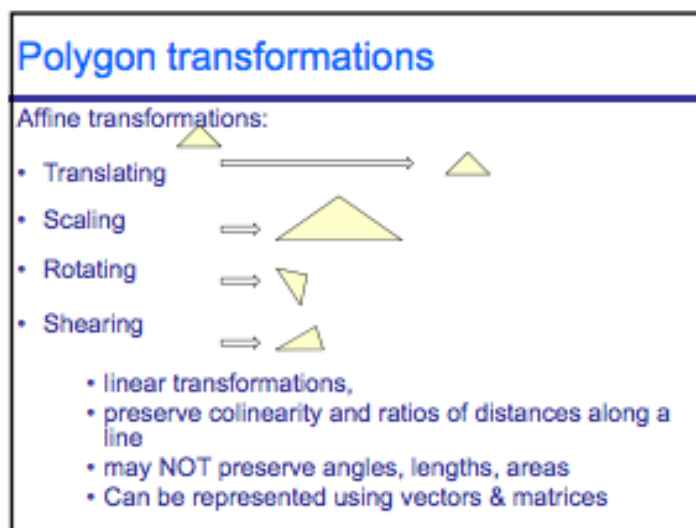 Polygon transformations
Affine transformations:
• Translating
• Scaling
• Rotating
• Shearing
• linear transformations,
• preserve colinearity and ratios of distances along a
line
• may NOT preserve angles, lengths, areas
• Can be represented using vectors & matrices